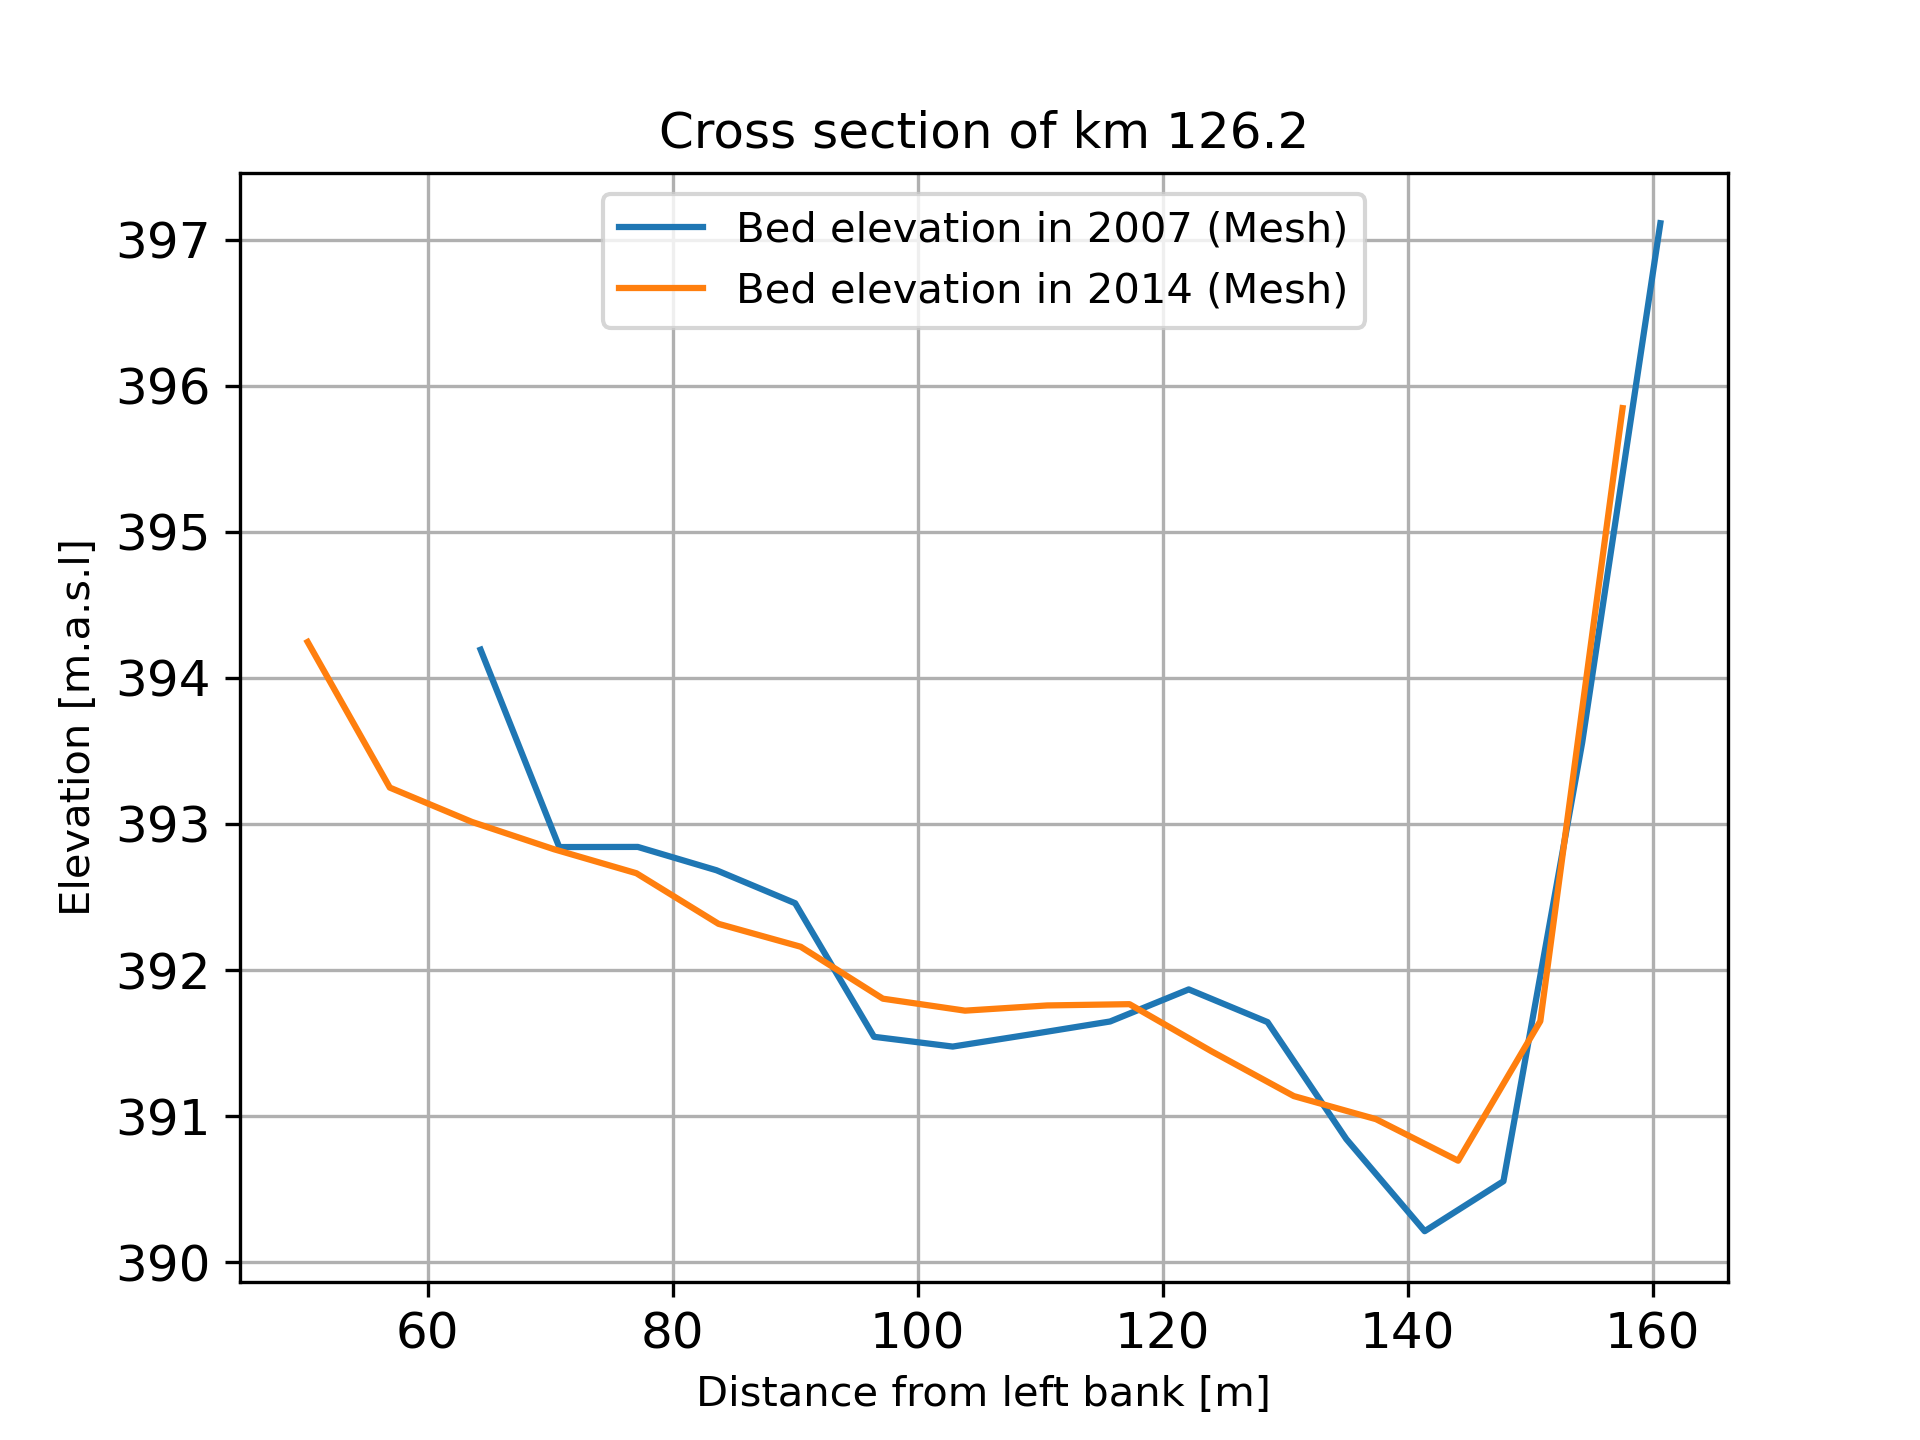 Cross section of km 126.2
Bed elevation in 2007 (Mesh)
Bed elevation in 2014 (Mesh)
397
396
395
394
393
392
391
390
Elevation [m.a.s.l]
60 80 100 120 140 160
Distance from left bank [m]